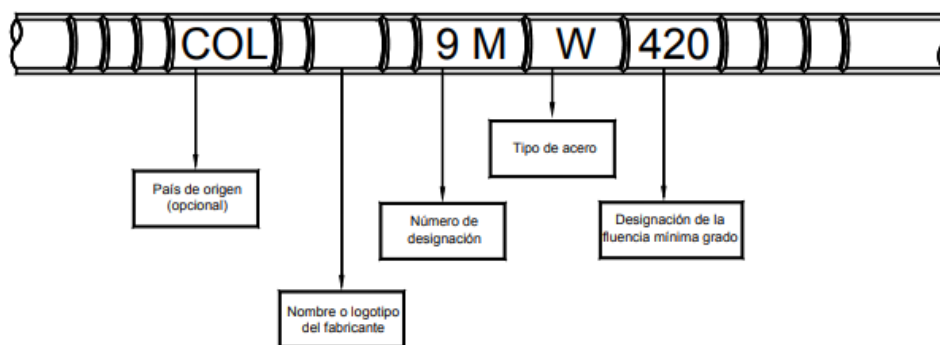 COL 9 M W 420
Tipo de acero
País de origen
(opcional)
Número de
designación
Designación de la
fluencia mínima grado
Nombre o logotipo
del fabricante